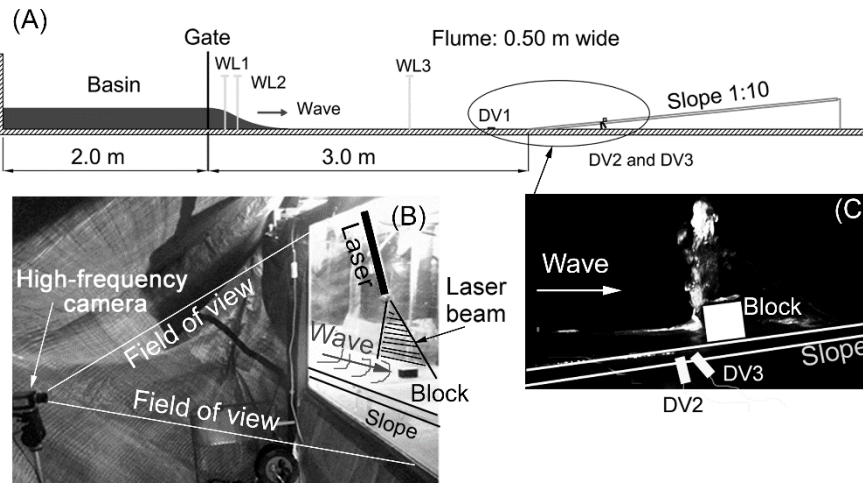 (A)
Gate
Flume: 0.50 m wide
WL1
WL2
WL3
Basin
Wave
DV1
Slope 1:10
2.0 m
3.0 m
DV2 and DV3
(B)
High-frequency
camera
Field of view
Field of view
Laser
Laser
beam
Wave
Block
Slope
(C)
Wave
Block
Slope
DV3
DV2